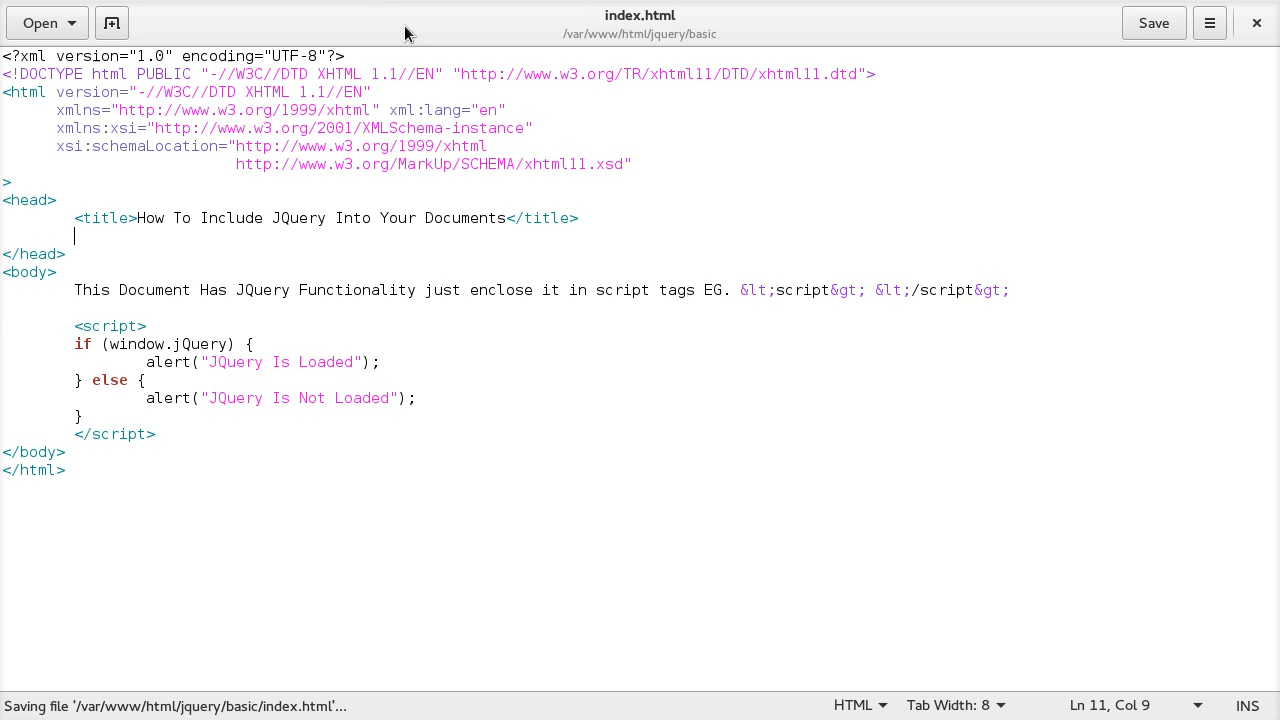 Open
index.html
/var/www/html/jquery/basic
Save
<?xml version="1.0" encoding="UTF-8"?>
<!DOCTYPE html PUBLIC "-//W3C//DTD XHTML 1.1//EN" "http://www.w3.org/TR/xhtml11/DTD/xhtml11.dtd">
<html version="-//W3C//DTD XHTML 1.1//EN"
      xmlns="http://www.w3.org/1999/xhtml" xml:lang="en"
      xmlns:xsi="http://www.w3.org/2001/XMLSchema-instance"
      xsi:schemaLocation="http://www.w3.org/1999/xhtml
                          http://www.w3.org/MarkUp/SCHEMA/xhtml11.xsd"
>
<head>
        <title>How To Include JQuery Into Your Documents</title>
</head>
<body>
        This Document Has JQuery Functionality just enclose it in script tags EG. &lt;script&gt; &lt;/script&gt;
        <script>
        if (window.jQuery) {
                alert("JQuery Is Loaded");
        } else {
                alert("JQuery Is Not Loaded");
        }
        </script>
</body>
</html>
Saving file '/var/www/html/jquery/basic/index.html'...
HTML
Tab Width: 8
Ln 11, Col 9
INS